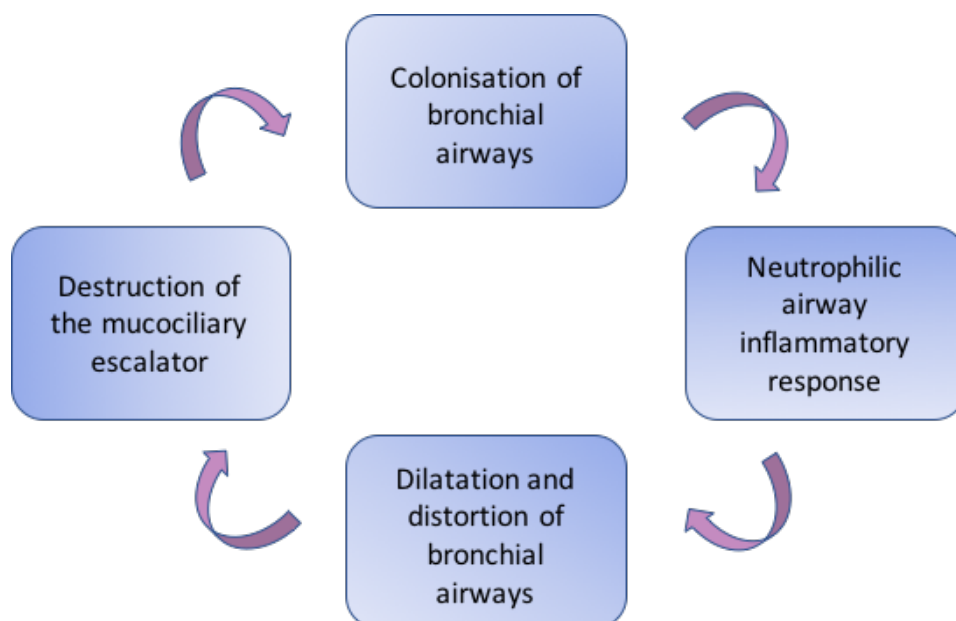 Colonisation of
bronchial
airways
Neutrophilic
airway
inflammatory
response
Dilatation and
distortion of
bronchial
airways
Destruction of
the mucociliary
escalator